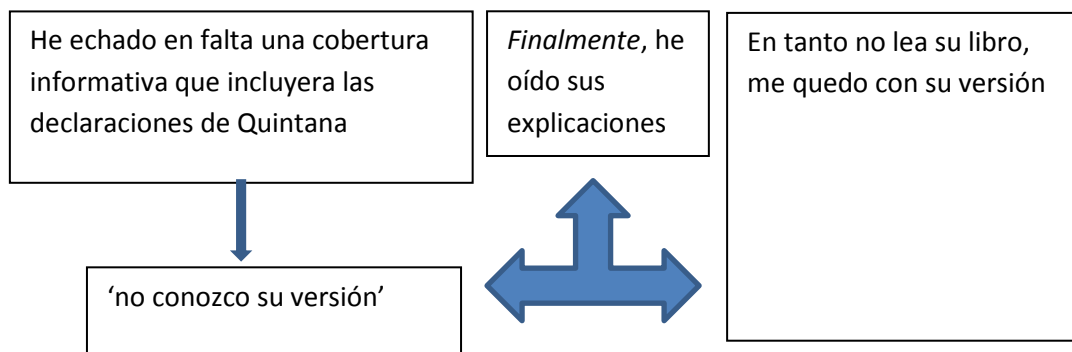 He echado en falta una cobertura
informativa que incluyera las
declaraciones de Quintana
Finalmente, he
oído sus
explicaciones
En tanto no lea su libro,
me quedo con su versión
‘no conozco su versión’